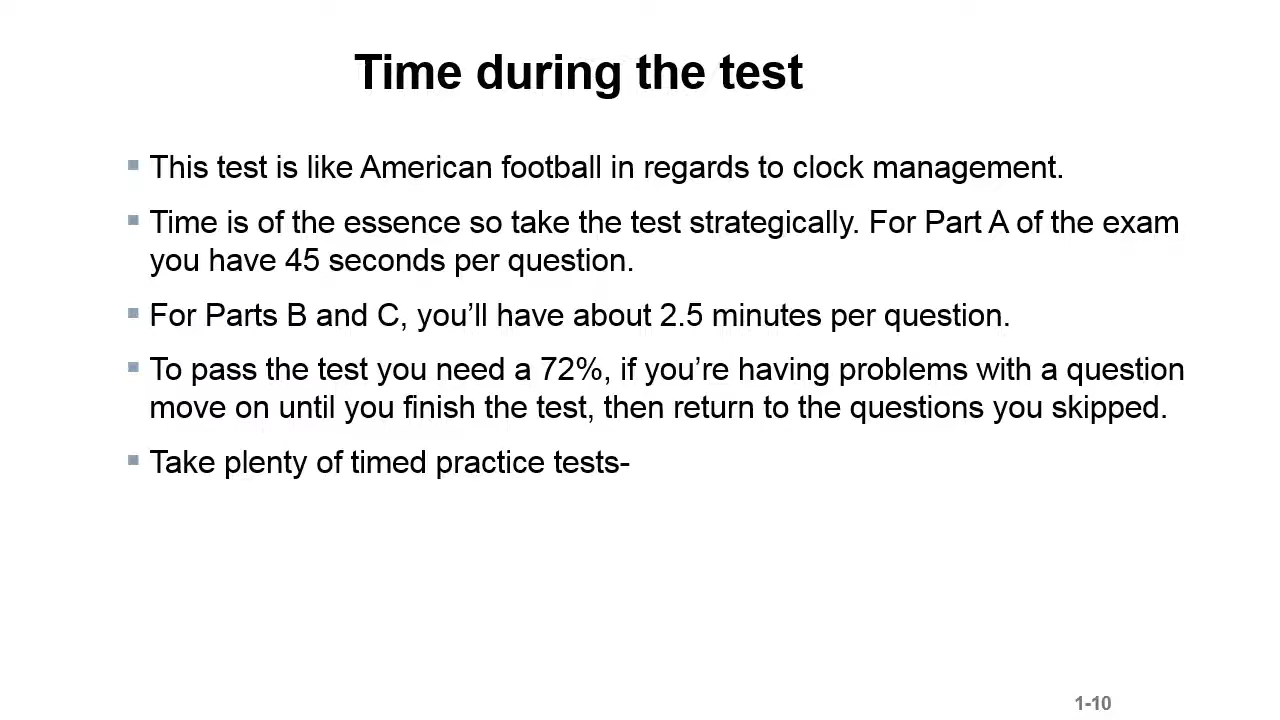 Time during the test
▪ This test is like American football in regards to clock management.
▪ Time is of the essence so take the test strategically. For Part A of the exam
you have 45 seconds per question.
▪ For Parts B and C, you’ll have about 2.5 minutes per question.
▪ To pass the test you need a 72%, if you’re having problems with a question
move on until you finish the test, then return to the questions you skipped.
▪ Take plenty of timed practice tests-
1-10